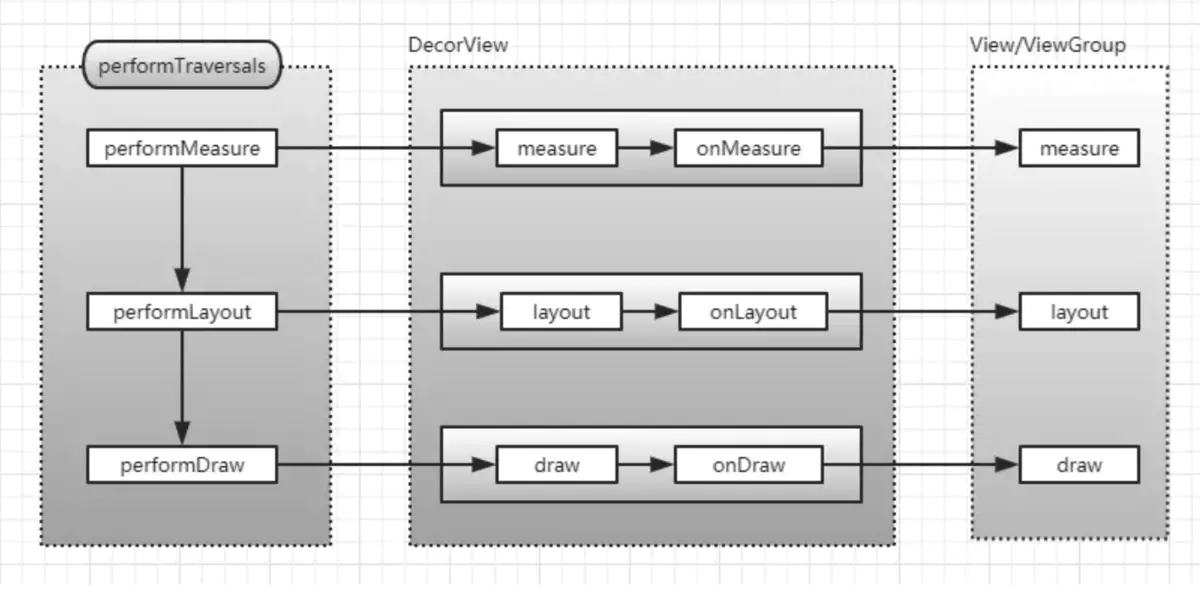 performTraversals
DecorView
View/ViewGroup
performMeasure
measure
onMeasure
measure
performLayout
layout
onLayout
layout
performDraw
draw
onDraw
draw